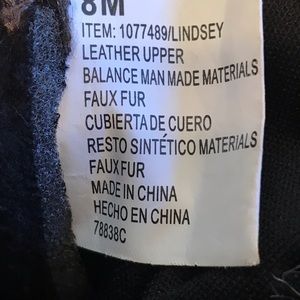 8M
ITEM: 1077489/LINDSEY
LEATHER UPPER
BALANCE MAN MADE MATERIALS
FAUX FUR
CUBIERTA DE CUERO
RESTO SINTÉTICO MATERIALS
FAUX FUR
MADE IN CHINA
HECHO EN CHINA
78838C